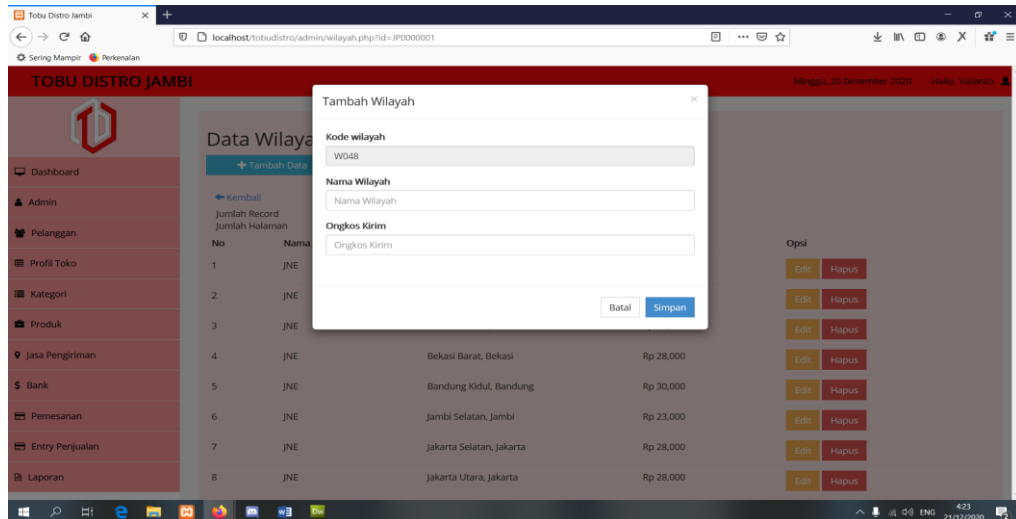 Tobu Distro Jambi
localhost/tobudistro/admin/wilayah.php?id=JP0000001
Sering Mampir Perkenalan
TOBU DISTRO JAMBI Minggu, 20 Desember 2020 Hallo, Yulianto
Dashboard
Admin
Pelanggan
Profil Toko
Kategori
Produk
Jasa Pengiriman
$ Bank
Pemesanan
Entry Penjualan
Laporan
Data Wilaya
Tambah Data
Kembali
Jumlah Record
Jumlah Halaman
No Nama Opsi
1 JNE Edit Hapus
2 JNE Edit Hapus
3 JNE Edit Hapus
4 JNE Bekasi Barat, Bekasi Rp 28,000 Edit Hapus
5 JNE Bandung Kidul, Bandung Rp 30,000 Edit Hapus
6 JNE Jambi Selatan, Jambi Rp 23,000 Edit Hapus
7 JNE Jakarta Selatan, Jakarta Rp 28,000 Edit Hapus
8 JNE Jakarta Utara, Jakarta Rp 28,000 Edit Hapus
Tambah Wilayah ×
Kode wilayah
W048
Nama Wilayah
Nama Wilayah
Ongkos Kirim
Ongkos Kirim
Batal Simpan
ENG 4:23
21/12/2020